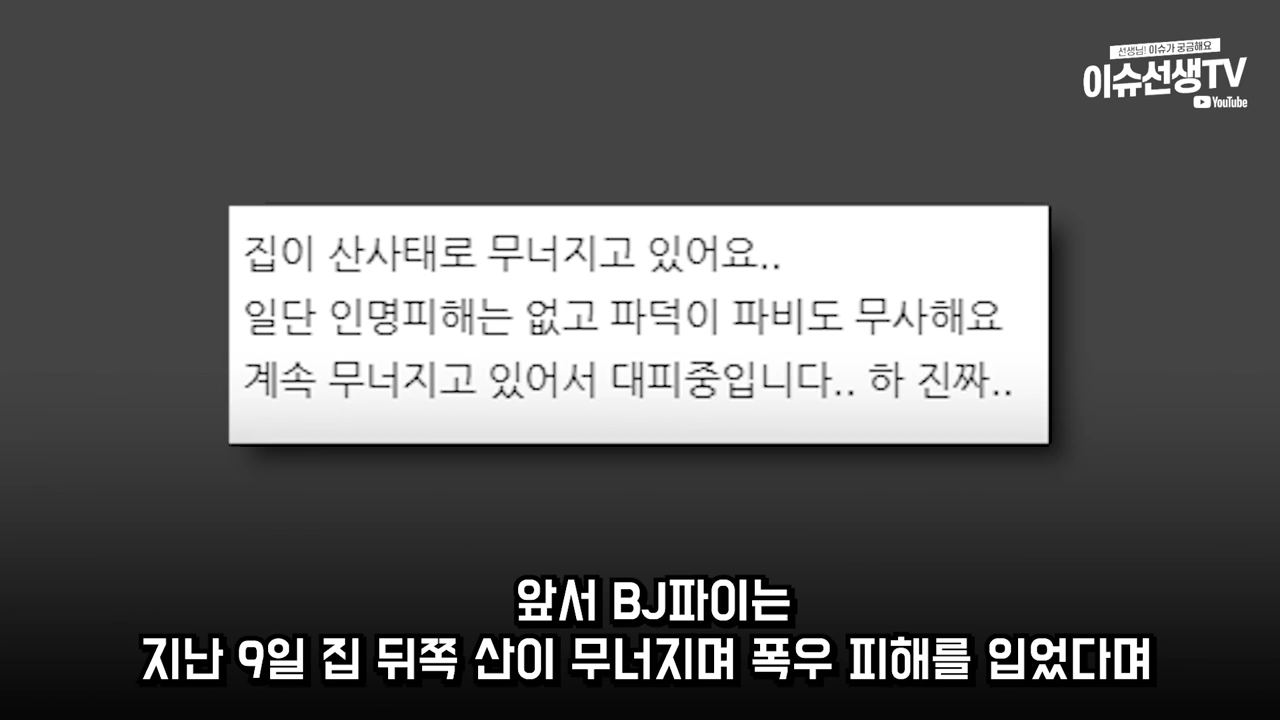 선생님! 이슈가 궁금해요
이슈선생TV
YouTube
집이 산사태로 무너지고 있어요..
일단 인명피해는 없고 파덕이 파비도 무사해요
계속 무너지고 있어서 대피중입니다.. 하 진짜..
앞서 BJ파이는
지난 9일 집 뒤쪽 산이 무너지며 폭우 피해를 입었다며